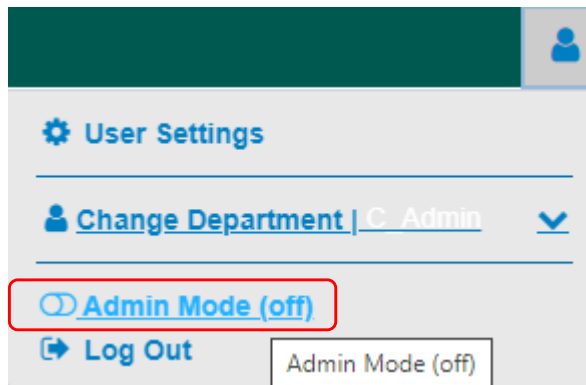 User Settings
Change Department | C_Admin
Admin Mode (off)
Log Out
Admin Mode (off)